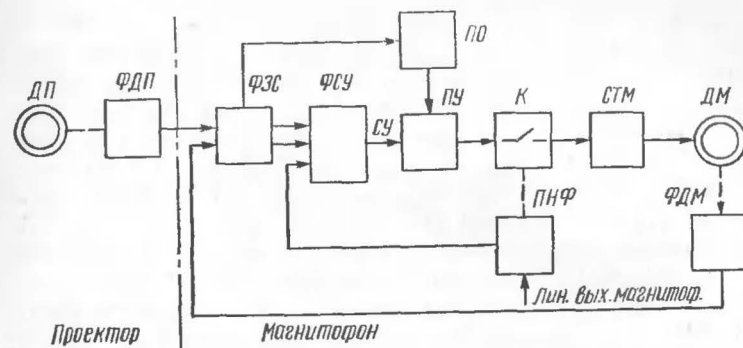 ПО
ДП
ФДП
ФЗС
ФСУ
СУ
ПУ
К
СТМ
ДМ
ПНФ
ФДМ
Лин. вых. магнитоф.
Проектор
Магнитофон